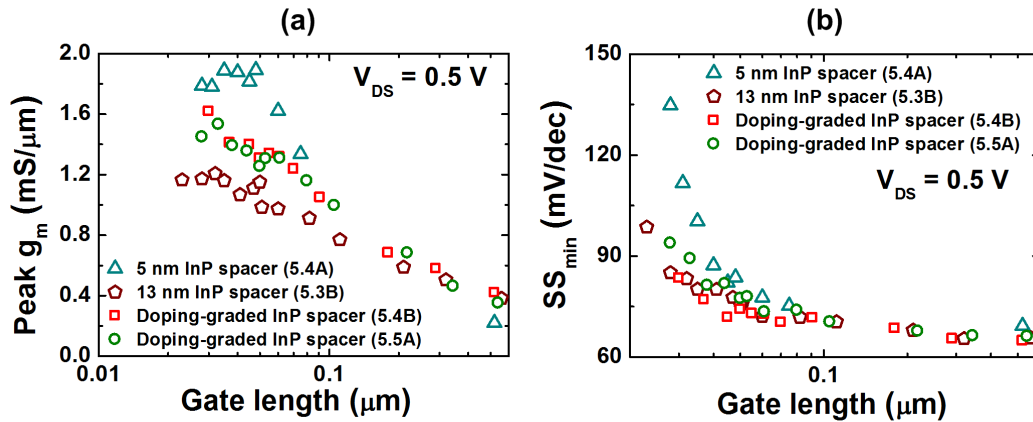 (a)
Peak gm (mS/μm)
2.0
1.6
1.2
0.8
0.4
0.0
VDS = 0.5 V
5 nm InP spacer (5.4A)
13 nm InP spacer (5.3B)
Doping-graded InP spacer (5.4B)
Doping-graded InP spacer (5.5A)
0.01
0.1
Gate length (μm)
(b)
SSmin (mV/dec)
150
120
90
60
5 nm InP spacer (5.4A)
13 nm InP spacer (5.3B)
Doping-graded InP spacer (5.4B)
Doping-graded InP spacer (5.5A)
VDS = 0.5 V
0.1
Gate length (μm)